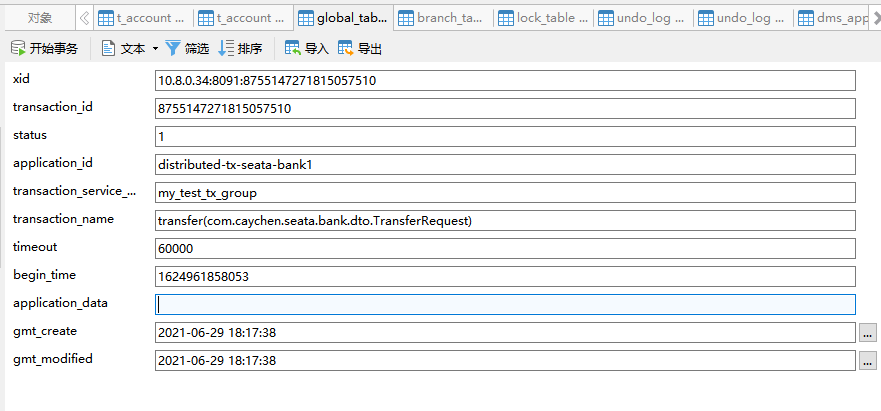 对象 t_account ... t_account ... global_tab... branch_ta... lock_table ... undo_log ... undo_log ... dms_app
开始事务 文本 筛选 排序 导入 导出
xid 10.8.0.34:8091:8755147271815057510
transaction_id 8755147271815057510
status 1
application_id distributed-tx-seata-bank1
transaction_service_... my_test_tx_group
transaction_name transfer(com.caychen.seata.bank.dto.TransferRequest)
timeout 60000
begin_time 1624961858053
application_data
gmt_create 2021-06-29 18:17:38 ...
gmt_modified 2021-06-29 18:17:38 ...